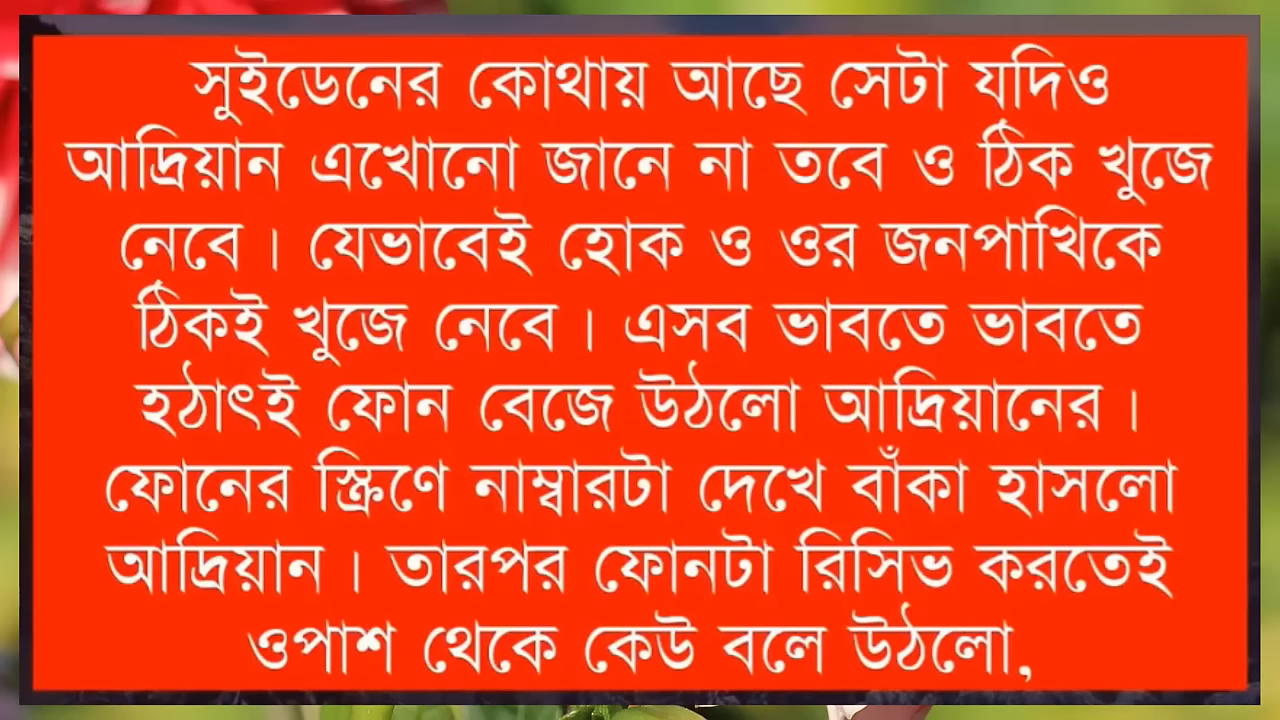 সুইডেনের কোথায় আছে সেটা যদিও
আদ্রিয়ান এখোনো জানে না তবে ও ঠিক খুজে
নেবে। যেভাবেই হোক ও ওর জনপাখিকে
ঠিকই খুজে নেবে। এসব ভাবতে ভাবতে
হঠাৎই ফোন বেজে উঠলো আদ্রিয়ানের।
ফোনের স্ক্রিণে নাম্বারটা দেখে বাঁকা হাসলো
আদ্রিয়ান। তারপর ফোনটা রিসিভ করতেই
ওপাশ থেকে কেউ বলে উঠলো,